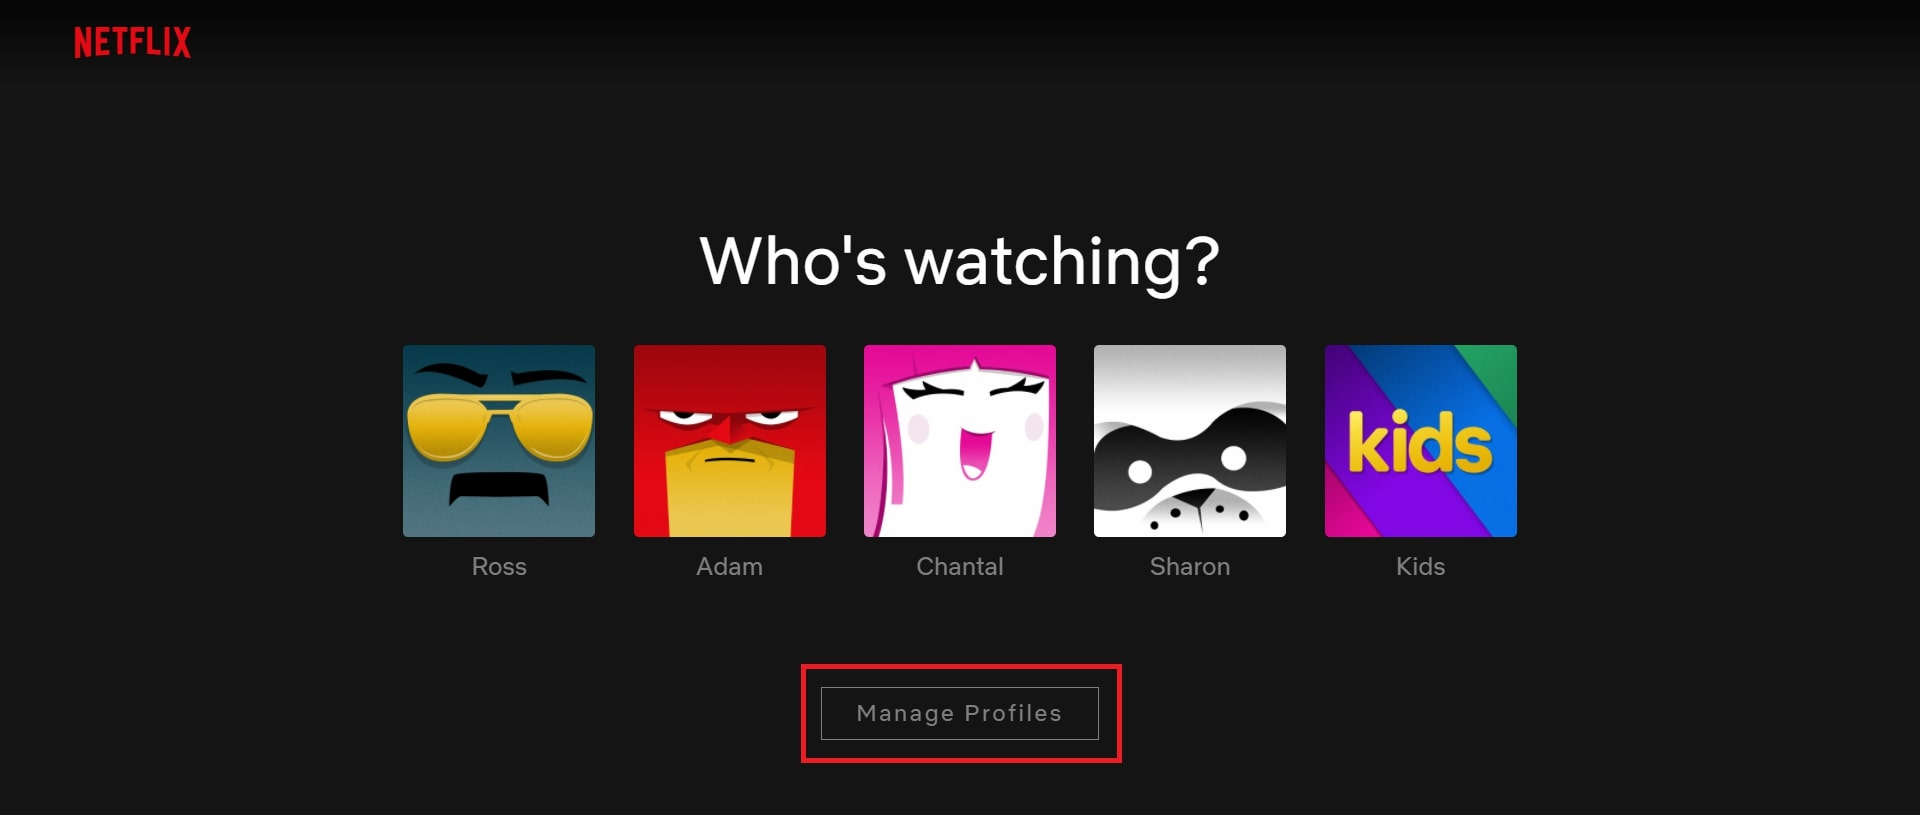 NETFLIX
Who's watching?
kids
Ross
Adam
Chantal
Sharon
Kids
Manage Profiles